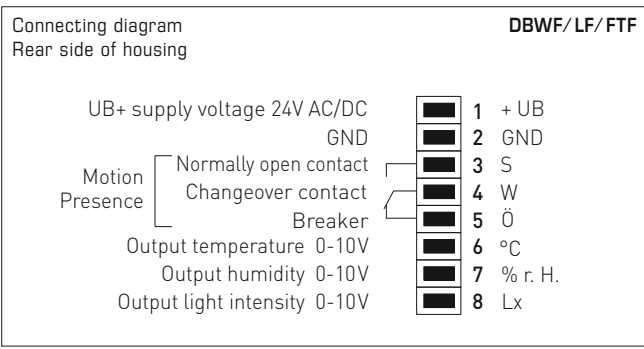 Connecting diagram DBWF/LF/FTF
Rear side of housing
UB+ supply voltage 24V AC/DC 1 + UB
GND 2 GND
Normally open contact 3 S
Motion
Changeover contact 4 W
Presence
Breaker 5 Ö
Output temperature 0-10V 6 °C
Output humidity 0-10V 7 % r. H.
Output light intensity 0-10V 8 Lx